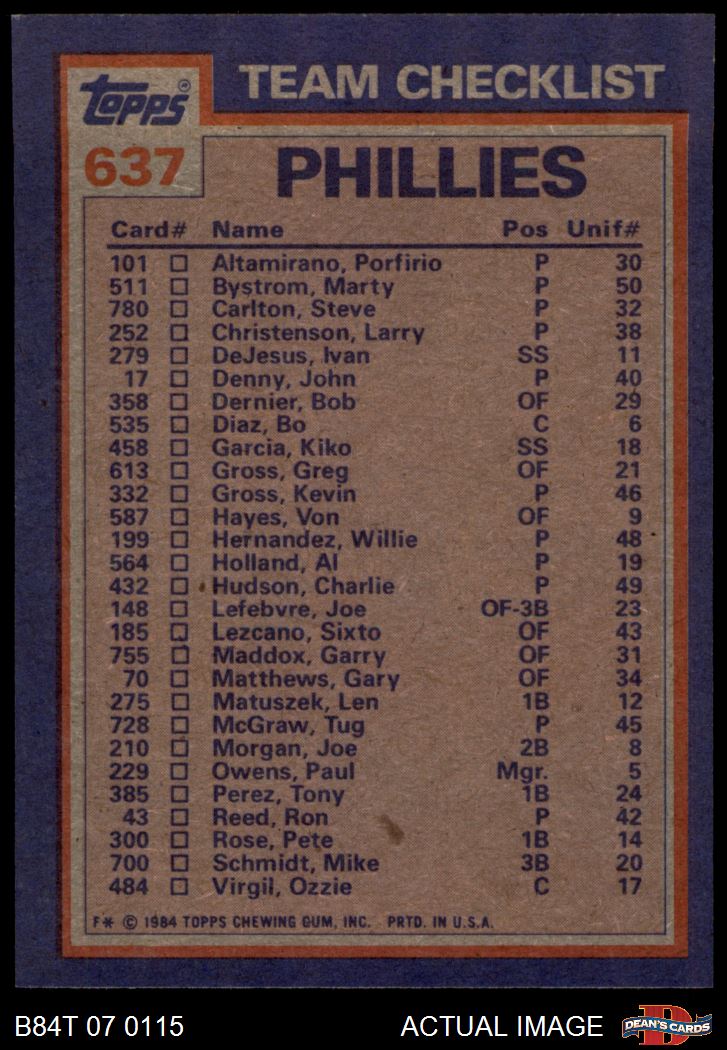 TOPPS®
TEAM CHECKLIST
637
PHILLIES
Card# Name Pos Unif#
101 Altamirano, Porfirio P 30
511 Bystrom, Marty P 50
780 Carlton, Steve P 32
252 Christenson, Larry P 38
279 DeJesus, Ivan SS 11
17 Denny, John P 40
358 Dernier, Bob OF 29
535 Diaz, Bo C 6
458 Garcia, Kiko SS 18
613 Gross, Greg OF 21
332 Gross, Kevin P 46
587 Hayes, Von OF 9
199 Hernandez, Willie P 48
564 Holland, Al P 19
432 Hudson, Charlie P 49
148 Lefebvre, Joe OF-3B 23
185 Lezcano, Sixto OF 43
755 Maddox, Garry OF 31
70 Matthews, Gary OF 34
275 Matuszek, Len 1B 12
728 McGraw, Tug P 45
210 Morgan, Joe 2B 8
229 Owens, Paul Mgr. 5
385 Perez, Tony 1B 24
43 Reed, Ron P 42
300 Rose, Pete 1B 14
700 Schmidt, Mike 3B 20
484 Virgil, Ozzie C 17
F* © 1984 TOPPS CHEWING GUM, INC. PRTD. IN U.S.A.
B84T 07 0115 ACTUAL IMAGE DEAN'S CARDS